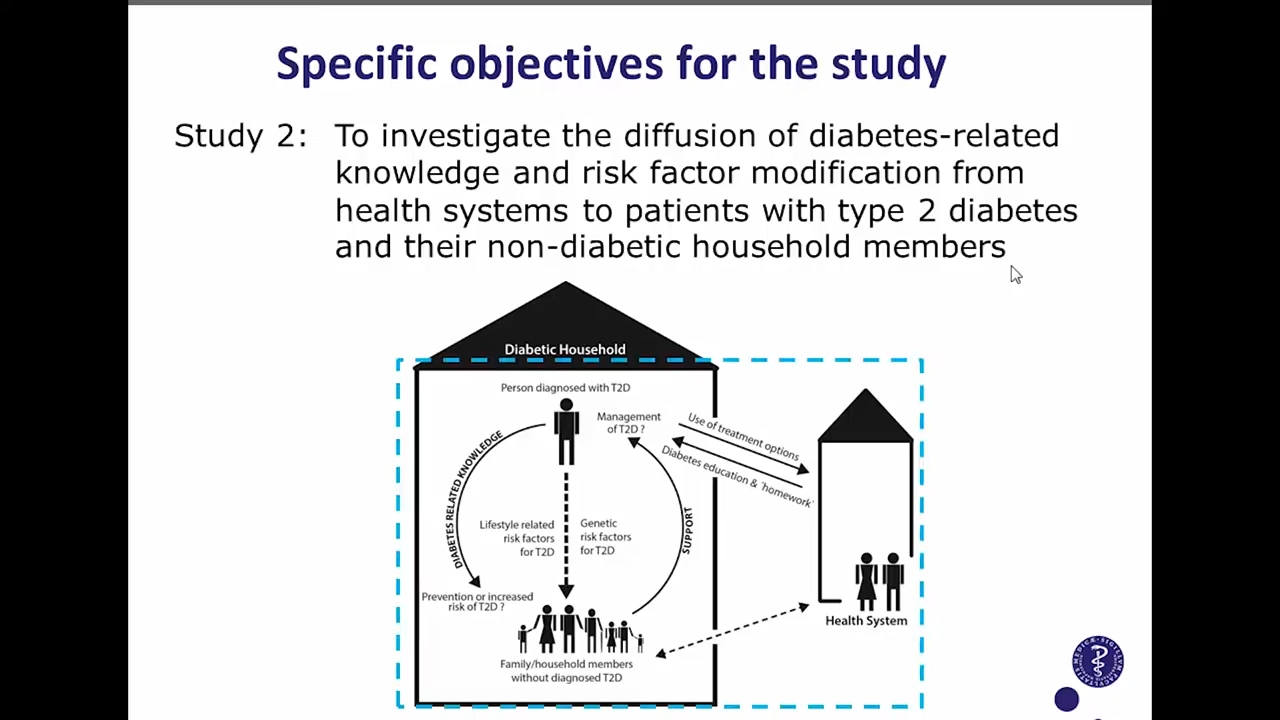 Specific objectives for the study
Study 2: To investigate the diffusion of diabetes-related
knowledge and risk factor modification from
health systems to patients with type 2 diabetes
and their non-diabetic household members
Diabetic Household
Person diagnosed with T2D
Management
of T2D ?
Use of treatment options
Diabetes education & 'homework'
DIABETES RELATED KNOWLEDGE
Lifestyle related
risk factors
for T2D
Genetic
risk factors
for T2D
SUPPORT
Prevention or increased
risk of T2D ?
Family/household members
without diagnosed T2D
Health System